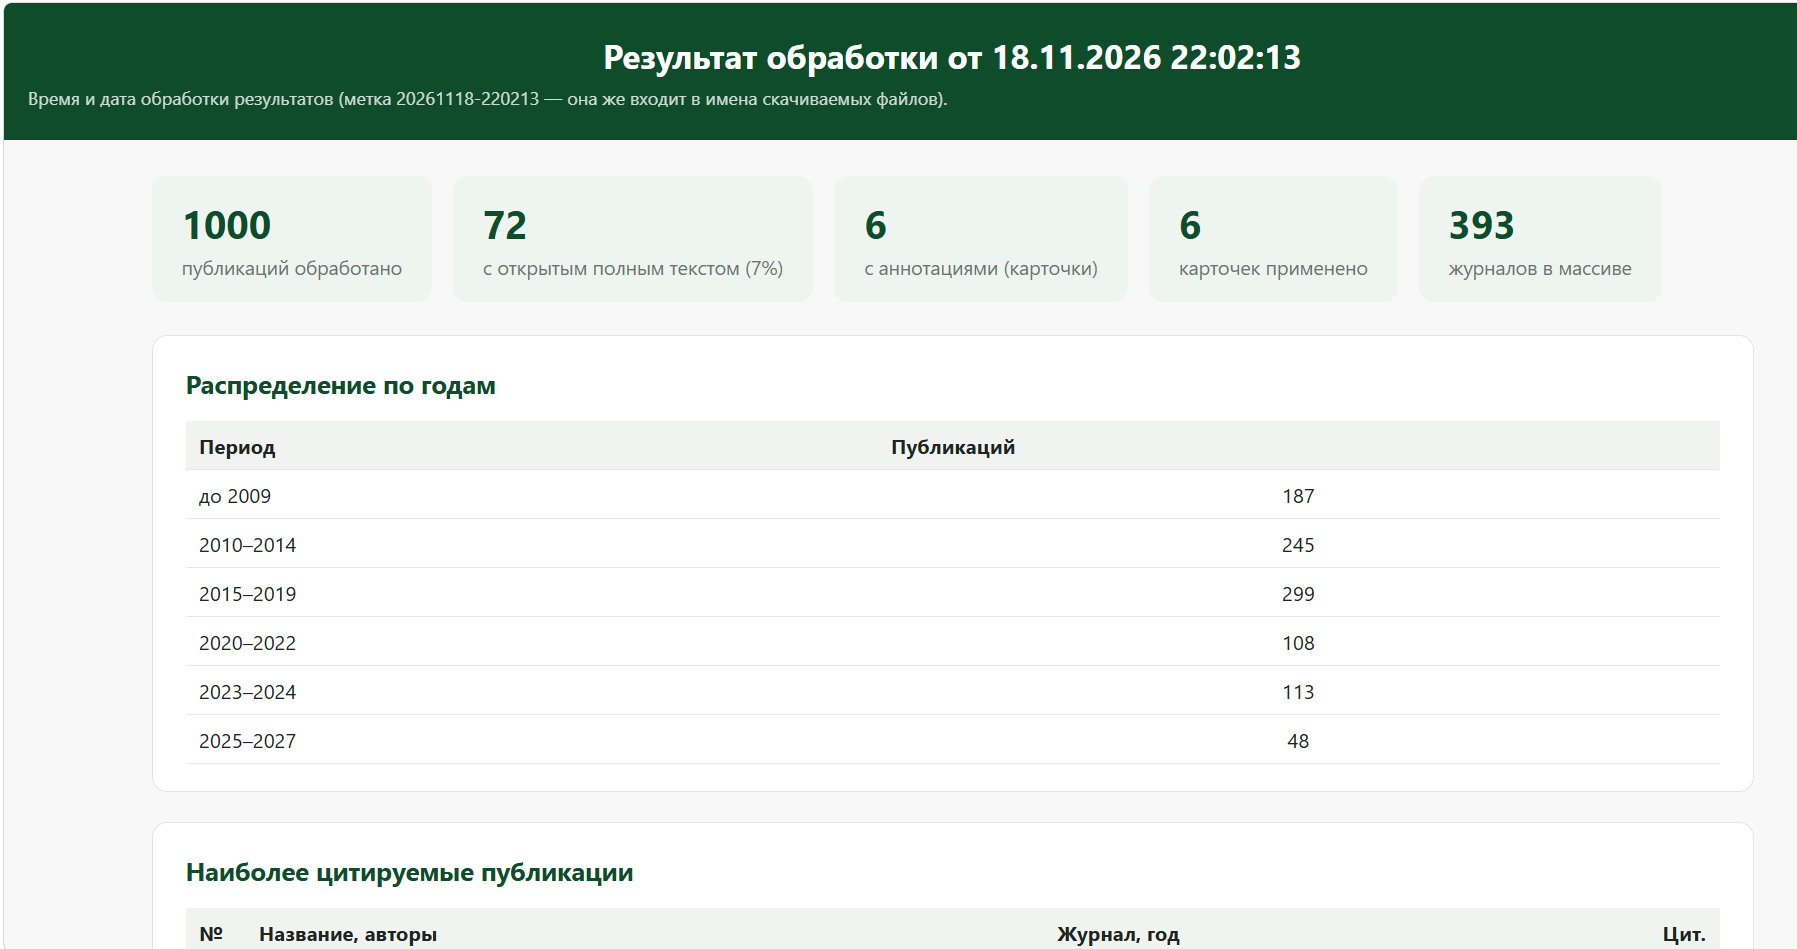 Результат обработки от 18.11.2026 22:02:13
Время и дата обработки результатов (метка 20261118-220213 — она же входит в имена скачиваемых файлов).
1000
публикаций обработано
72
с открытым полным текстом (7%)
6
с аннотациями (карточки)
6
карточек применено
393
журналов в массиве
Распределение по годам
Период Публикаций
до 2009 187
2010–2014 245
2015–2019 299
2020–2022 108
2023–2024 113
2025–2027 48
Наиболее цитируемые публикации
№ Название, авторы Журнал, год Цит.